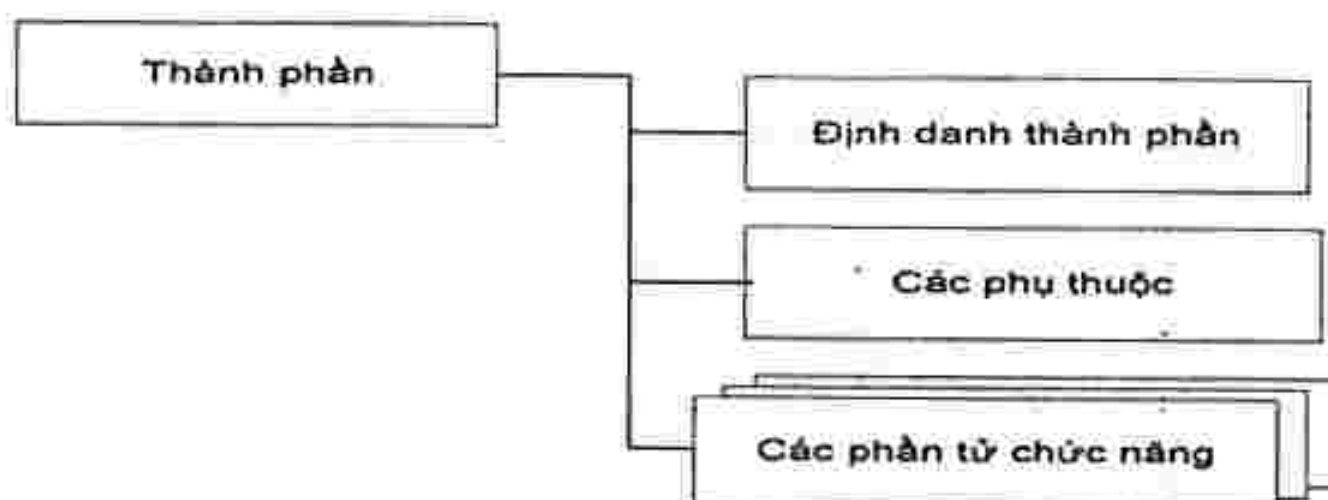 Thành phần
Định danh thành phần
Các phụ thuộc
Các phần tử chức năng